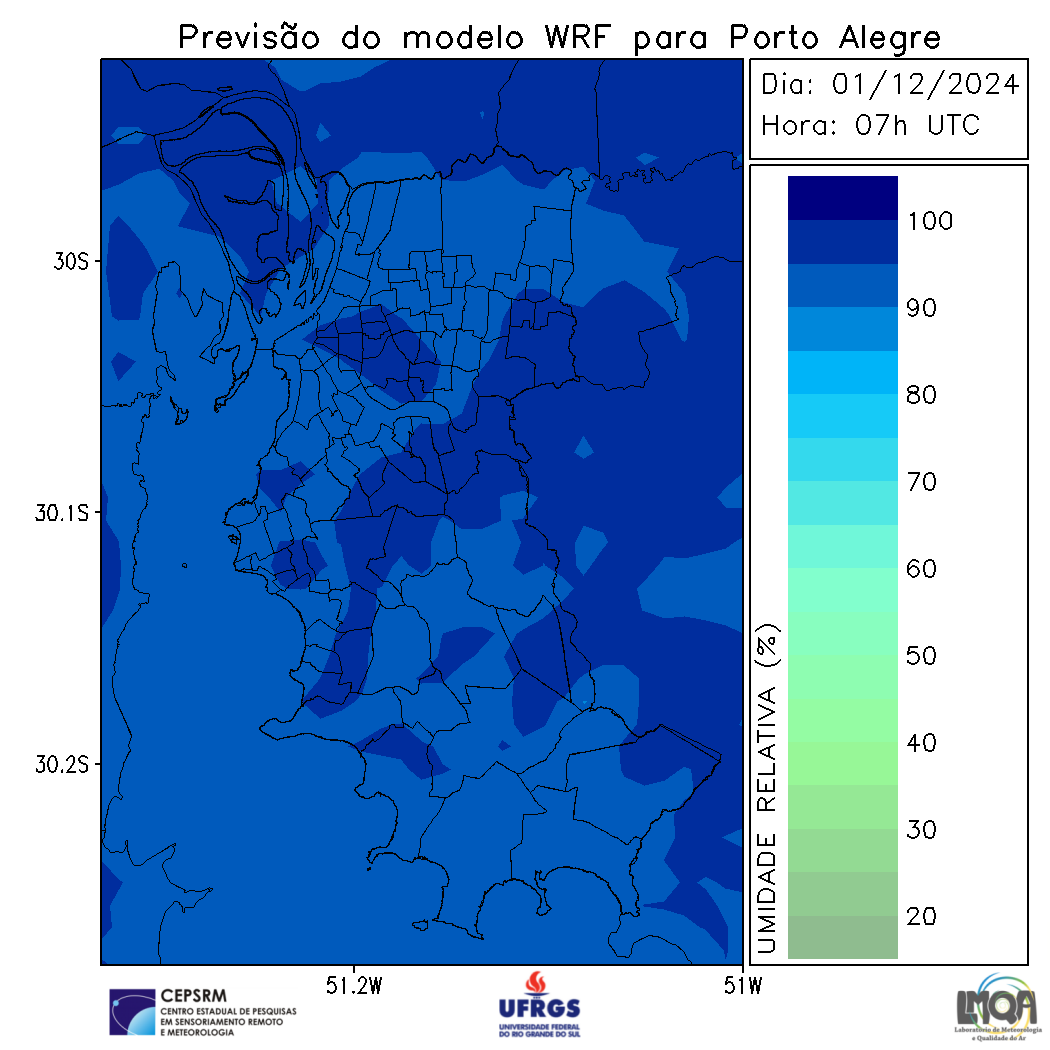 Previsão do modelo WRF para Porto Alegre
Dia: 01/12/2024
Hora: 07h UTC
30S
30.1S
30.2S
51.2W
51W
UMIDADE RELATIVA (%)
100
90
80
70
60
50
40
30
20
CEPSRM
CENTRO ESTADUAL DE PESQUISAS
EM SENSORIAMENTO REMOTO
E METEOROLOGIA
UFRGS
UNIVERSIDADE FEDERAL
DO RIO GRANDE DO SUL
LMQA
Laboratório de Meteorologia
e Qualidade do Ar